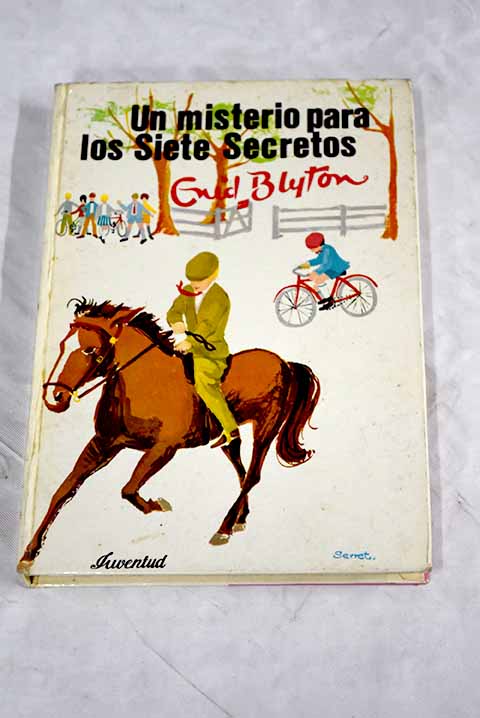 Un misterio para
los Siete Secretos
Enid Blyton
Juventud
Serret.